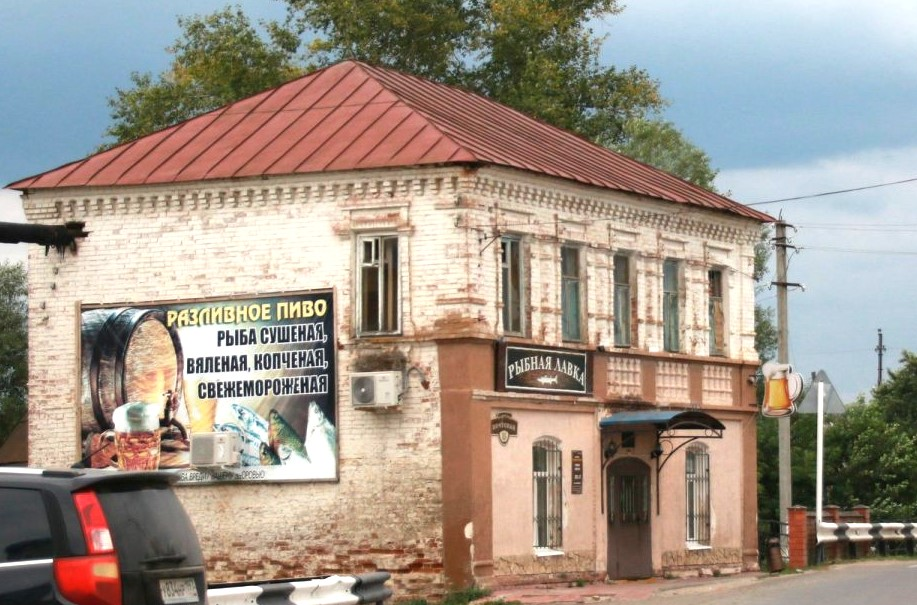 РАЗЛИВНОЕ ПИВО
РЫБА СУШЕНАЯ,
ВЯЛЕНАЯ, КОПЧЕНАЯ,
СВЕЖЕМОРОЖЕНАЯ
РЫБНАЯ ЛАВКА